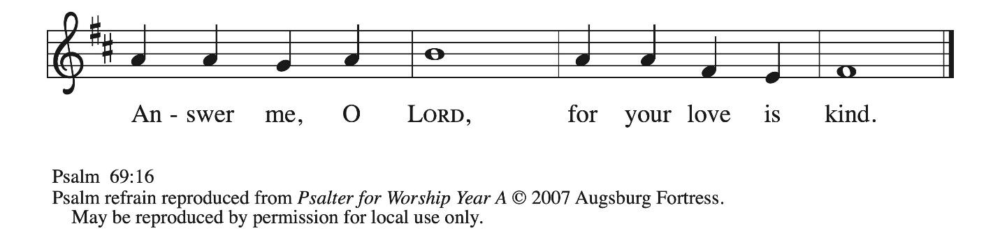 An - swer me, O LORD, for your love is kind.
Psalm 69:16
Psalm refrain reproduced from Psalter for Worship Year A © 2007 Augsburg Fortress.
May be reproduced by permission for local use only.